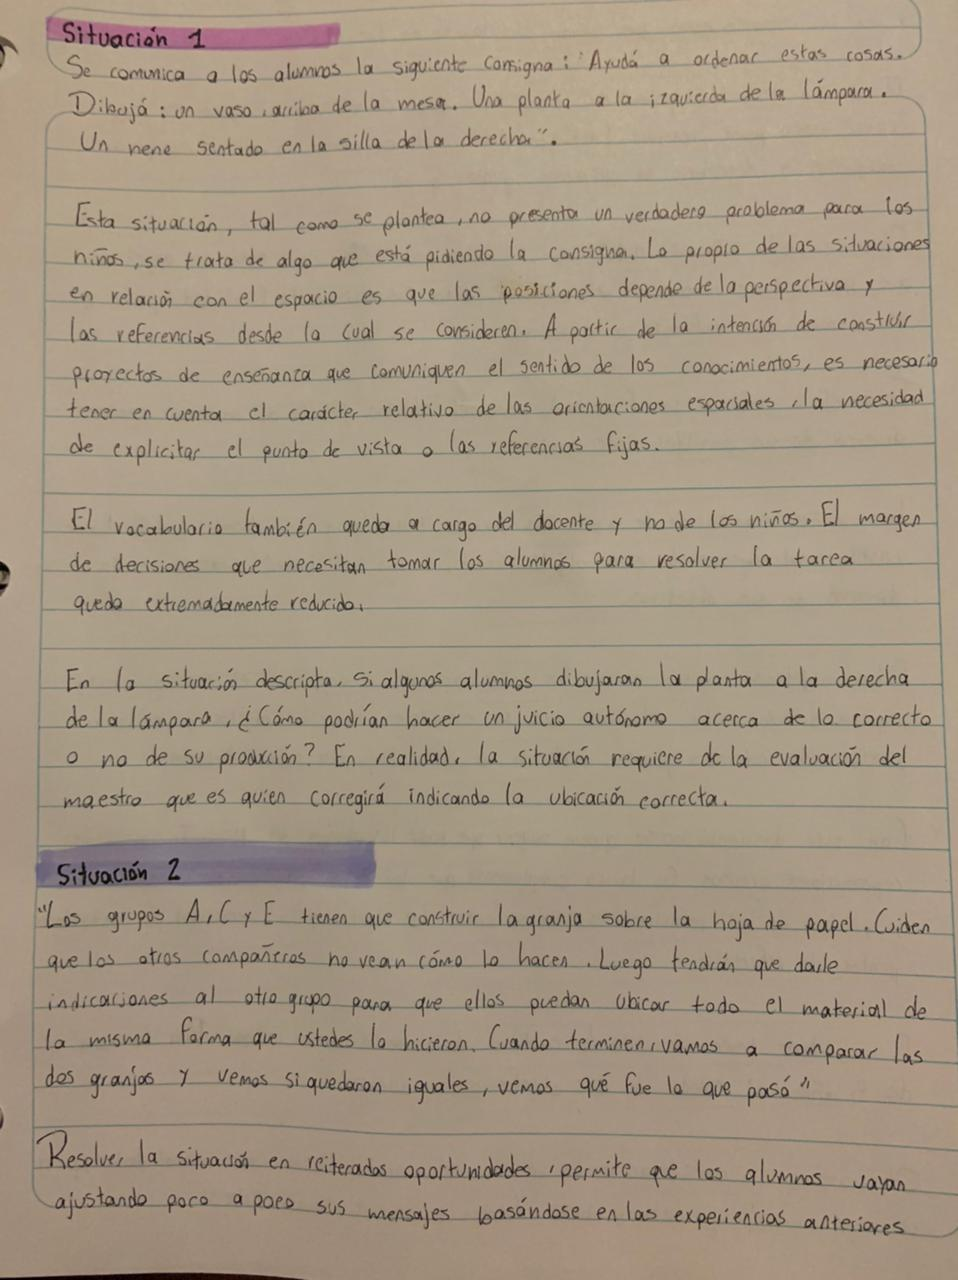 Situación 1
Se comunica a los alumnos la siguiente consigna: "Ayudá a ordenar estas cosas.
Dibujá: un vaso arriba de la mesa. Una planta a la izquierda de la lámpara.
Un nene sentado en la silla de la derecha".
Esta situación, tal como se plantea, no presenta un verdadero problema para los
niños, se trata de algo que está pidiendo la consigna. Lo propio de las situaciones
en relación con el espacio es que las posiciones depende de la perspectiva y
las referencias desde la cual se consideren. A partir de la intención de construir
proyectos de enseñanza que comuniquen el sentido de los conocimientos, es necesario
tener en cuenta el carácter relativo de las orientaciones espaciales, la necesidad
de explicitar el punto de vista o las referencias fijas.
El vocabulario también queda a cargo del docente y no de los niños. El margen
de decisiones que necesitan tomar los alumnos para resolver la tarea
queda extremadamente reducido.
En la situación descripta, si algunos alumnos dibujaran la planta a la derecha
de la lámpara, ¿Cómo podrían hacer un juicio autónomo acerca de lo correcto
o no de su producción? En realidad, la situación requiere de la evaluación del
maestro que es quien corregirá indicando la ubicación correcta.
Situación 2
"Los grupos A, C y E tienen que construir la granja sobre la hoja de papel. Cuiden
que los otros compañeros no vean cómo lo hacen. Luego tendrán que darle
indicaciones al otro grupo para que ellos puedan ubicar todo el material de
la misma forma que ustedes lo hicieron. Cuando terminen, vamos a comparar las
dos granjas y vemos si quedaron iguales, vemos qué fue lo que pasó"
Resolver la situación en reiteradas oportunidades, permite que los alumnos vayan
ajustando poco a poco sus mensajes basándose en las experiencias anteriores